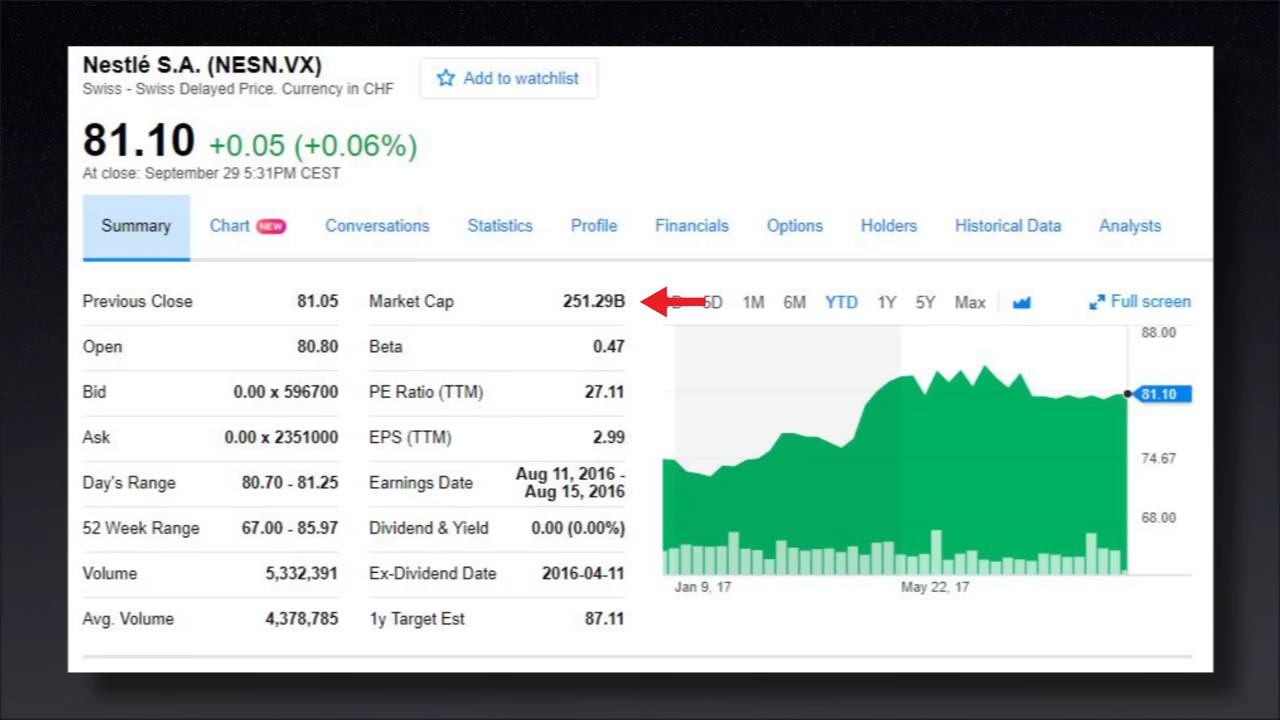 Nestlé S.A. (NESN.VX)
Swiss - Swiss Delayed Price. Currency in CHF
Add to watchlist
81.10 +0.05 (+0.06%)
At close: September 29 5:31PM CEST
Summary Chart NEW Conversations Statistics Profile Financials Options Holders Historical Data Analysts
Previous Close 81.05
Open 80.80
Bid 0.00 x 596700
Ask 0.00 x 2351000
Day's Range 80.70 - 81.25
52 Week Range 67.00 - 85.97
Volume 5,332,391
Avg. Volume 4,378,785
Market Cap 251.29B
Beta 0.47
PE Ratio (TTM) 27.11
EPS (TTM) 2.99
Earnings Date Aug 11, 2016 -
Aug 15, 2016
Dividend & Yield 0.00 (0.00%)
Ex-Dividend Date 2016-04-11
1y Target Est 87.11
5D 1M 6M YTD 1Y 5Y Max Full screen
88.00
81.10
74.67
68.00
Jan 9, 17 May 22, 17